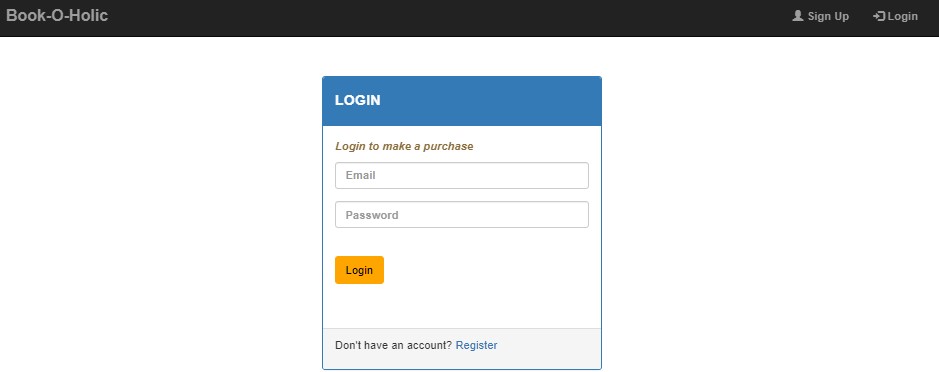 Book-O-Holic
Sign Up
Login
LOGIN
Login to make a purchase
Email
Password
Login
Don't have an account? Register